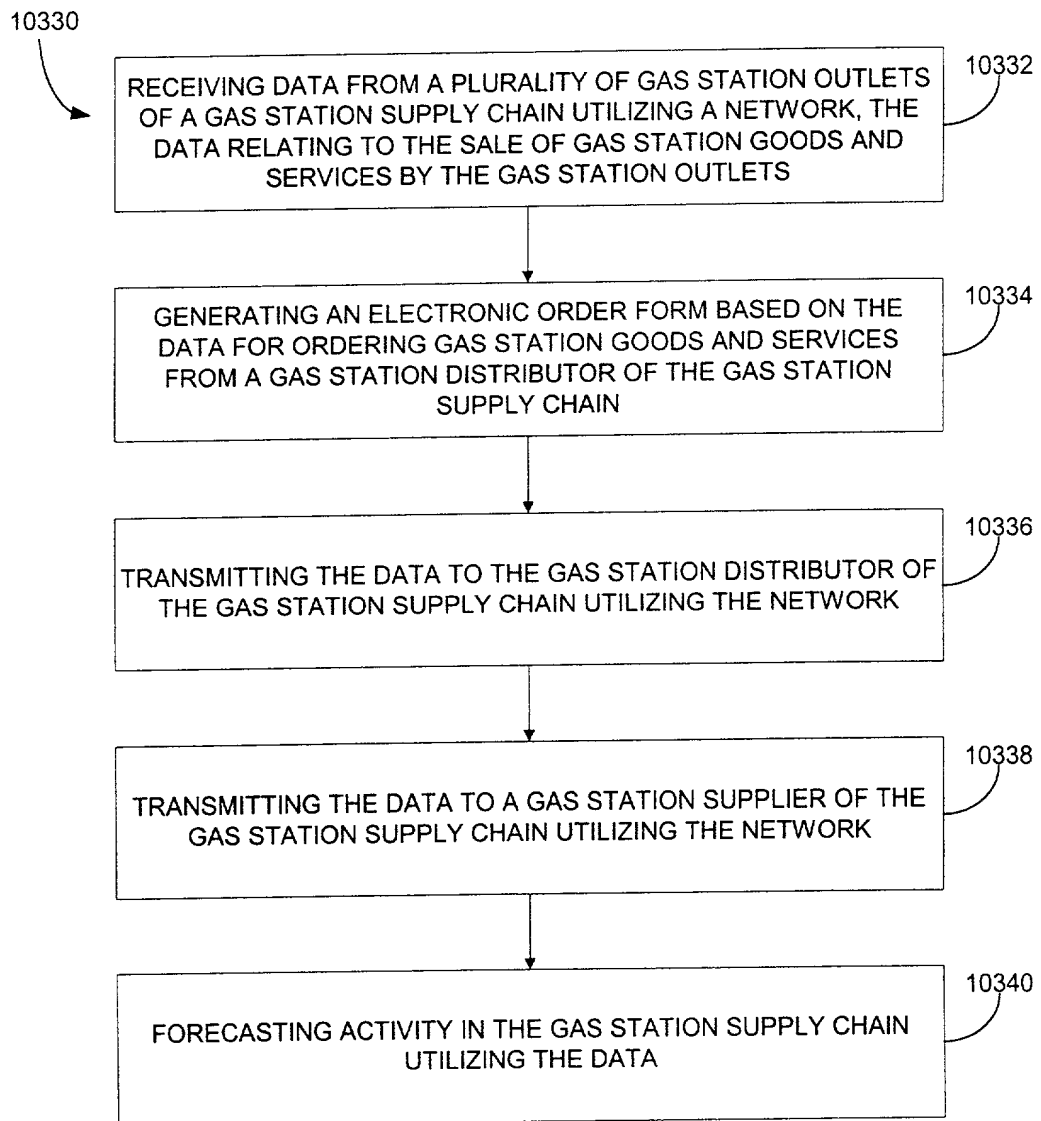 10330
10332
RECEIVING DATA FROM A PLURALITY OF GAS STATION OUTLETS
OF A GAS STATION SUPPLY CHAIN UTILIZING A NETWORK, THE
DATA RELATING TO THE SALE OF GAS STATION GOODS AND
SERVICES BY THE GAS STATION OUTLETS
10334
GENERATING AN ELECTRONIC ORDER FORM BASED ON THE
DATA FOR ORDERING GAS STATION GOODS AND SERVICES
FROM A GAS STATION DISTRIBUTOR OF THE GAS STATION
SUPPLY CHAIN
10336
TRANSMITTING THE DATA TO THE GAS STATION DISTRIBUTOR OF
THE GAS STATION SUPPLY CHAIN UTILIZING THE NETWORK
10338
TRANSMITTING THE DATA TO A GAS STATION SUPPLIER OF THE
GAS STATION SUPPLY CHAIN UTILIZING THE NETWORK
10340
FORECASTING ACTIVITY IN THE GAS STATION SUPPLY CHAIN
UTILIZING THE DATA